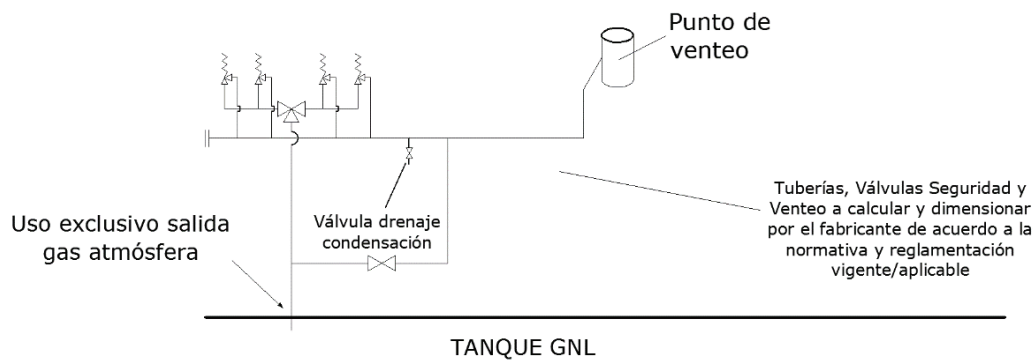 Punto de
venteo
Tuberías, Válvulas Seguridad y
Venteo a calcular y dimensionar
por el fabricante de acuerdo a la
normativa y reglamentación
vigente/aplicable
Uso exclusivo salida
gas atmósfera
Válvula drenaje
condensación
TANQUE GNL